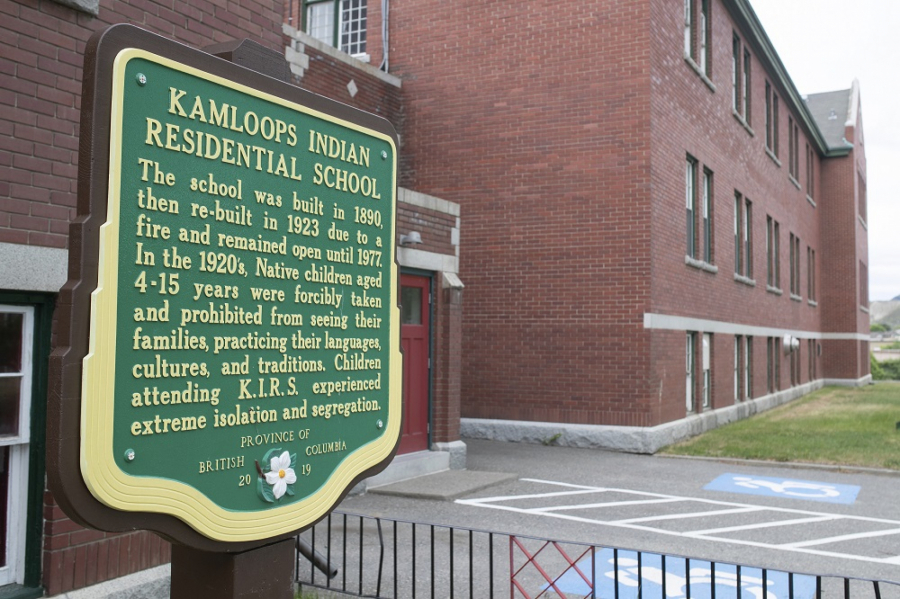 KAMLOOPS INDIAN
RESIDENTIAL SCHOOL
The school was built in 1890,
then re-built in 1923 due to a
fire and remained open until 1977.
In the 1920's, Native children aged
4-15 years were forcibly taken
and prohibited from seeing their
families, practicing their languages,
cultures, and traditions. Children
attending K.I.R.S. experienced
extreme isolation and segregation.
PROVINCE OF
BRITISH COLUMBIA
20 19